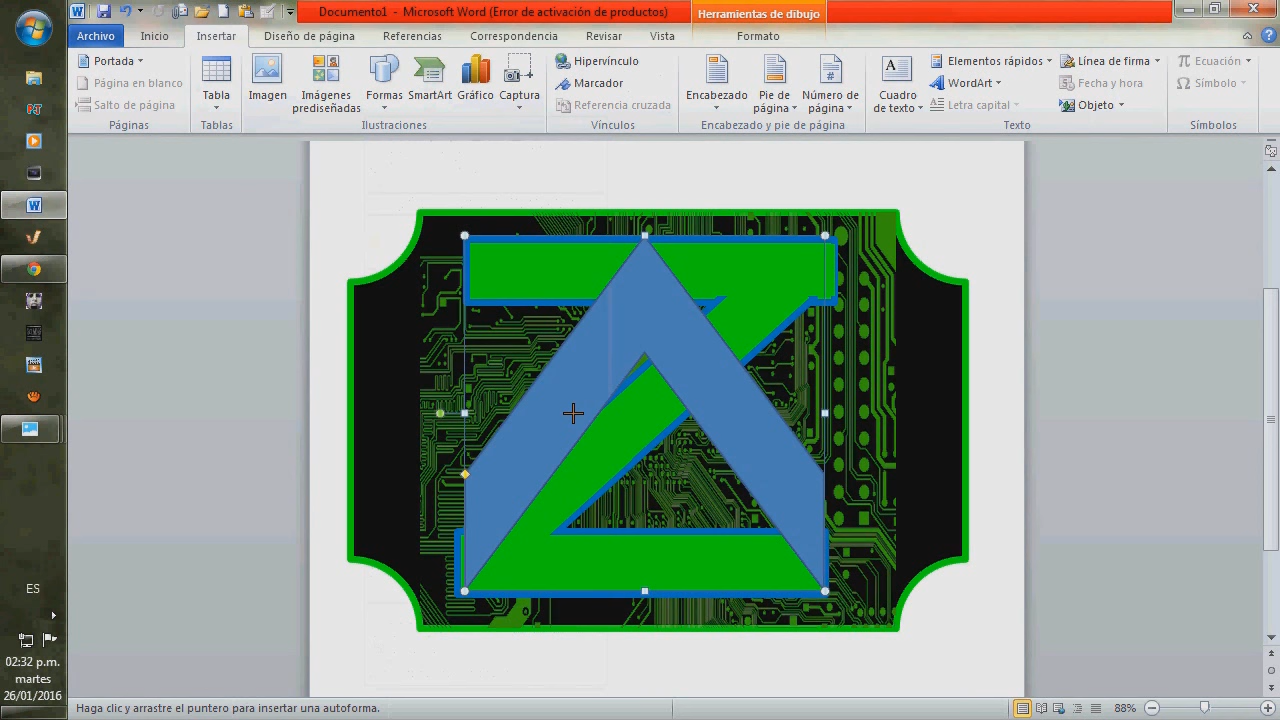 Documento1 - Microsoft Word (Error de activación de productos)
Herramientas de dibujo
Archivo Inicio Insertar Diseño de página Referencias Correspondencia Revisar Vista Formato
Portada
Página en blanco
Salto de página
Páginas
Tabla
Tablas
Imagen
Imágenes
prediseñadas
Formas
SmartArt
Gráfico
Captura
Ilustraciones
Hipervínculo
Marcador
Referencia cruzada
Vínculos
Encabezado
Pie de
página
Número de
página
Encabezado y pie de página
Cuadro
de texto
Elementos rápidos
WordArt
Letra capital
Línea de firma
Fecha y hora
Objeto
Texto
Ecuación
Símbolo
Símbolos
ES
02:32 p.m.
martes
26/01/2016
Haga clic y arrastre el puntero para insertar una autoforma.
88%